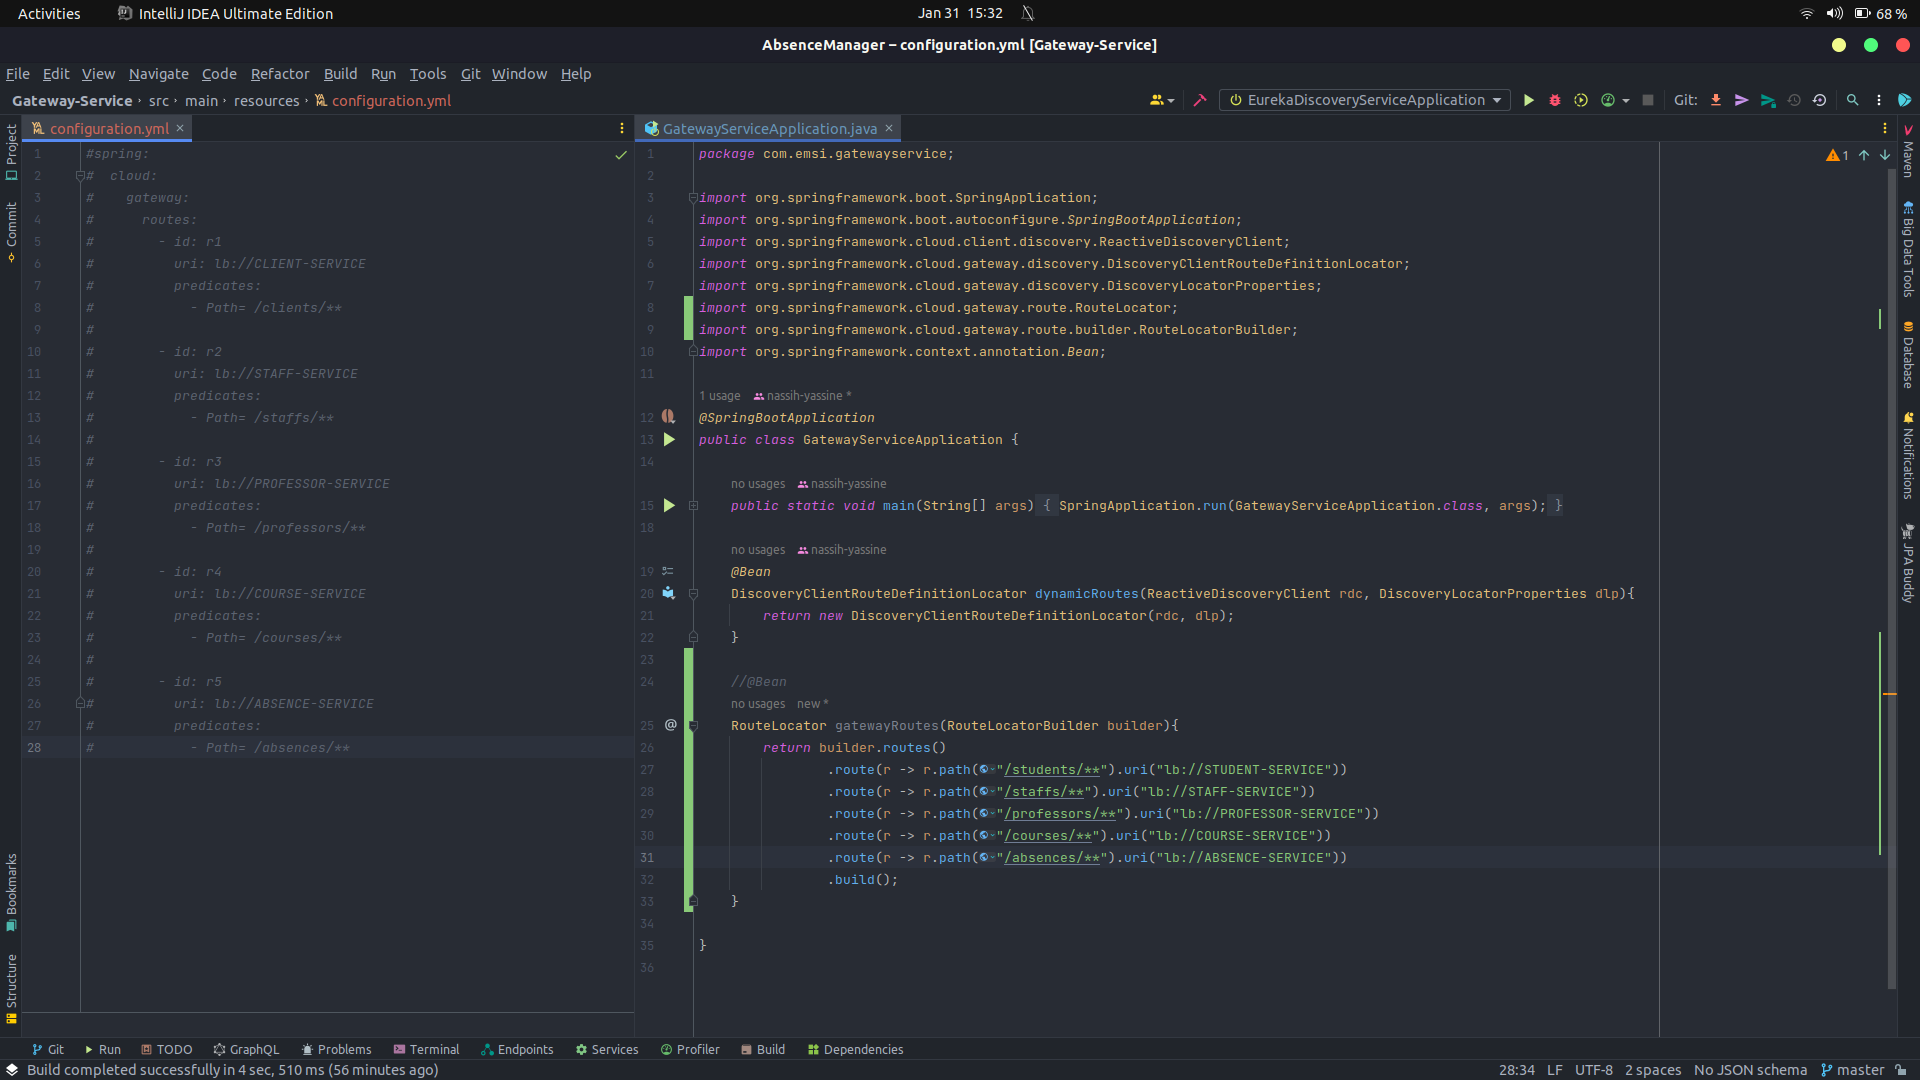 Activities
IntelliJ IDEA Ultimate Edition
Jan 31 15:32
68 %
AbsenceManager – configuration.yml [Gateway-Service]
File Edit View Navigate Code Refactor Build Run Tools Git Window Help
Gateway-Service › src › main › resources › configuration.yml
EurekaDiscoveryServiceApplication
Git:
configuration.yml
GatewayServiceApplication.java
Project
Commit
Bookmarks
Structure
1 #spring:
2 #  cloud:
3 #    gateway:
4 #      routes:
5 #        - id: r1
6 #          uri: lb://CLIENT-SERVICE
7 #          predicates:
8 #            - Path= /clients/**
9 #
10 #        - id: r2
11 #          uri: lb://STAFF-SERVICE
12 #          predicates:
13 #            - Path= /staffs/**
14 #
15 #        - id: r3
16 #          uri: lb://PROFESSOR-SERVICE
17 #          predicates:
18 #            - Path= /professors/**
19 #
20 #        - id: r4
21 #          uri: lb://COURSE-SERVICE
22 #          predicates:
23 #            - Path= /courses/**
24 #
25 #        - id: r5
26 #          uri: lb://ABSENCE-SERVICE
27 #          predicates:
28 #            - Path= /absences/**
1 package com.emsi.gatewayservice;
2
3 import org.springframework.boot.SpringApplication;
4 import org.springframework.boot.autoconfigure.SpringBootApplication;
5 import org.springframework.cloud.client.discovery.ReactiveDiscoveryClient;
6 import org.springframework.cloud.gateway.discovery.DiscoveryClientRouteDefinitionLocator;
7 import org.springframework.cloud.gateway.discovery.DiscoveryLocatorProperties;
8 import org.springframework.cloud.gateway.route.RouteLocator;
9 import org.springframework.cloud.gateway.route.builder.RouteLocatorBuilder;
10 import org.springframework.context.annotation.Bean;
11
1 usage nassih-yassine *
12 @SpringBootApplication
13 public class GatewayServiceApplication {
14
no usages nassih-yassine
15     public static void main(String[] args) { SpringApplication.run(GatewayServiceApplication.class, args); }
18
no usages nassih-yassine
19     @Bean
20     DiscoveryClientRouteDefinitionLocator dynamicRoutes(ReactiveDiscoveryClient rdc, DiscoveryLocatorProperties dlp){
21         return new DiscoveryClientRouteDefinitionLocator(rdc, dlp);
22     }
23
24     //@Bean
no usages new *
25     RouteLocator gatewayRoutes(RouteLocatorBuilder builder){
26         return builder.routes()
27                 .route(r -> r.path("/students/**").uri("lb://STUDENT-SERVICE"))
28                 .route(r -> r.path("/staffs/**").uri("lb://STAFF-SERVICE"))
29                 .route(r -> r.path("/professors/**").uri("lb://PROFESSOR-SERVICE"))
30                 .route(r -> r.path("/courses/**").uri("lb://COURSE-SERVICE"))
31                 .route(r -> r.path("/absences/**").uri("lb://ABSENCE-SERVICE"))
32                 .build();
33     }
34
35 }
36
1
Maven
Big Data Tools
Database
Notifications
JPA Buddy
Git Run TODO GraphQL Problems Terminal Endpoints Services Profiler Build Dependencies
Build completed successfully in 4 sec, 510 ms (56 minutes ago)
28:34 LF UTF-8 2 spaces No JSON schema master